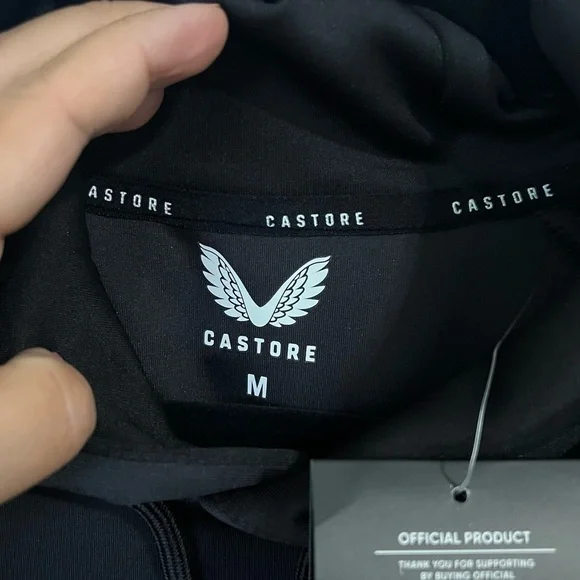 ASTORE
CASTORE
CASTORE
CASTORE
M
OFFICIAL PRODUCT
THANK YOU FOR SUPPORTING
BY BUYING OFFICIAL